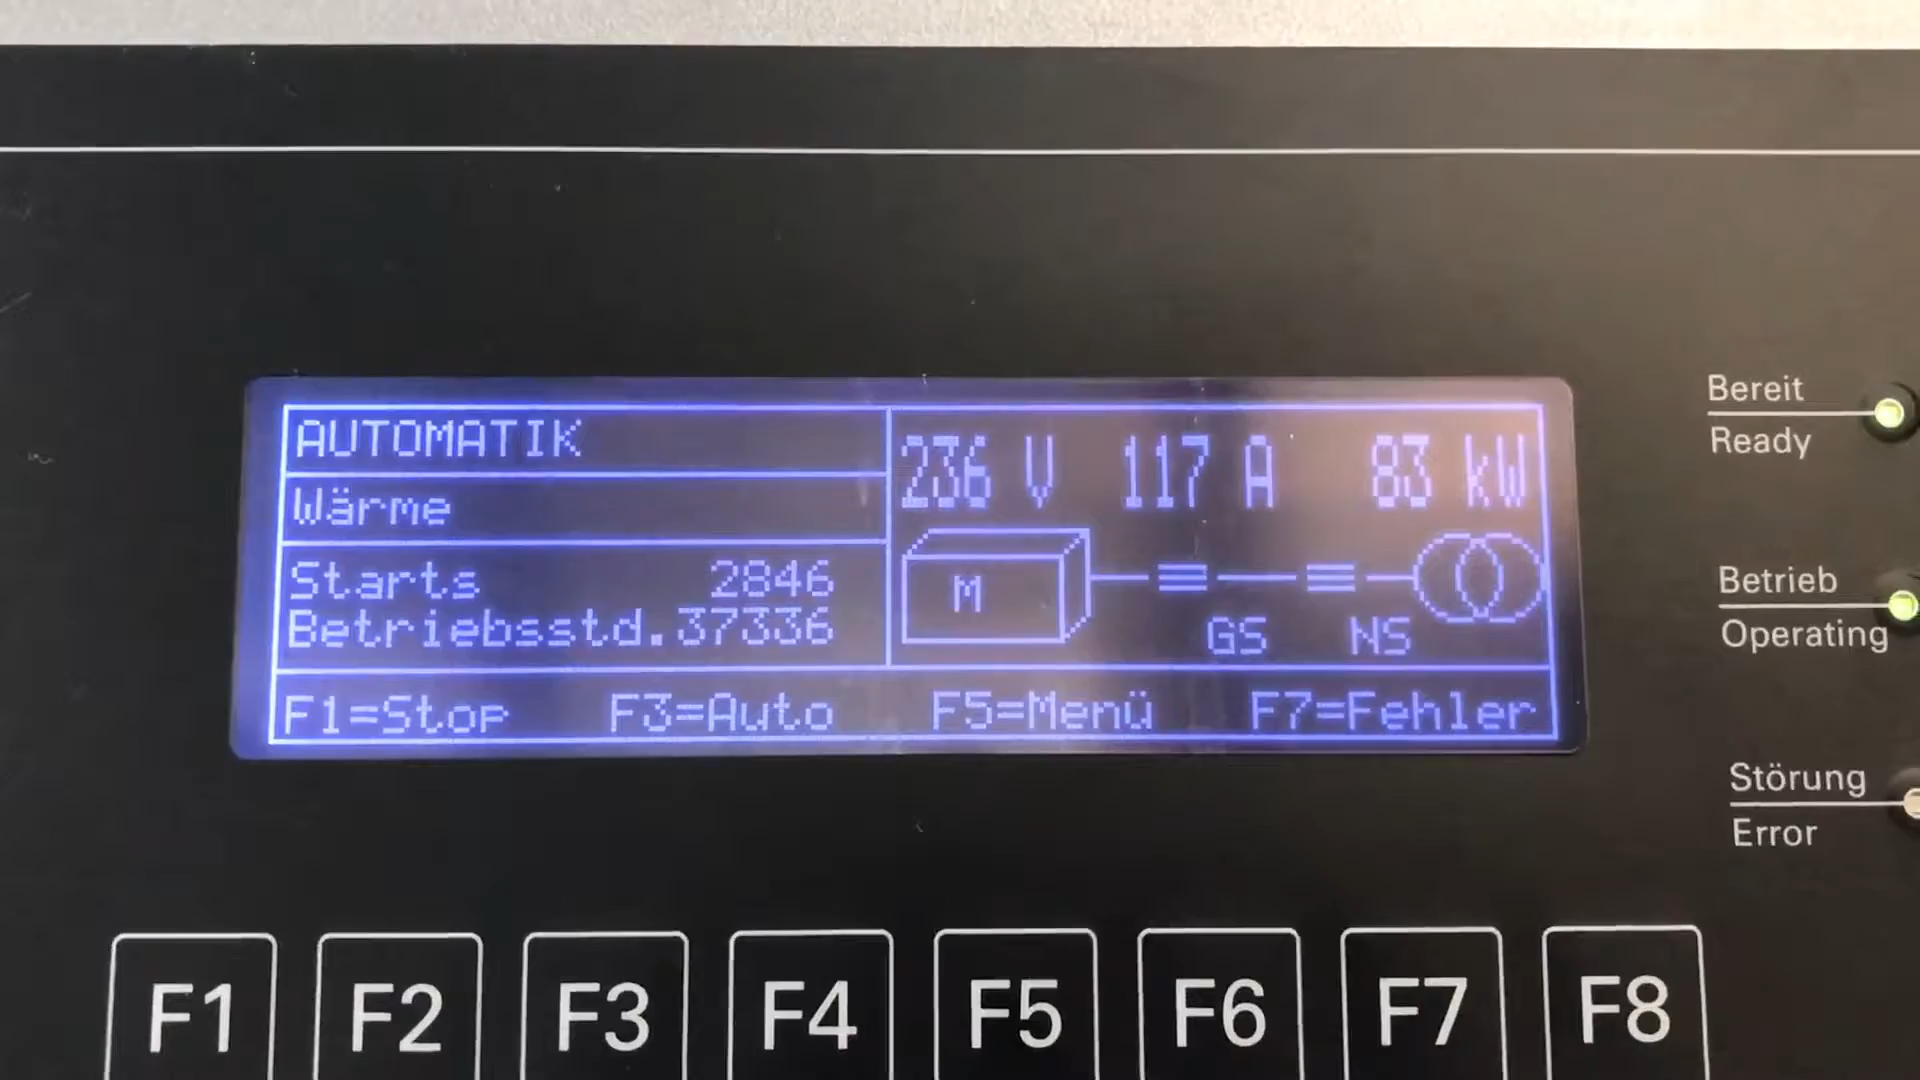 AUTOMATIK
Wärme
Starts 2846
Betriebsstd.37336
236 V 117 A 83 kW
M
GS NS
F1=Stop F3=Auto F5=Menü F7=Fehler
Bereit
Ready
Betrieb
Operating
Störung
Error
F1 F2 F3 F4 F5 F6 F7 F8